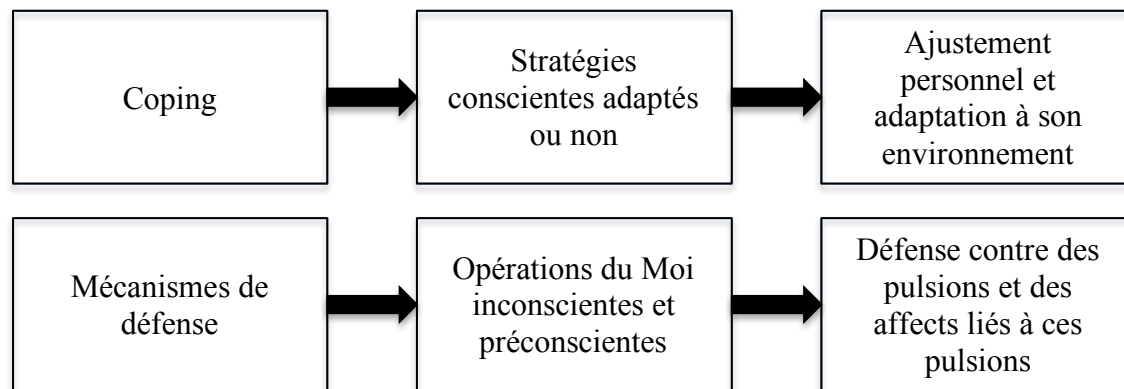 Coping
Stratégies
conscientes adaptés
ou non
Ajustement
personnel et
adaptation à son
environnement
Mécanismes de
défense
Opérations du Moi
inconscientes et
préconscientes
Défense contre des
pulsions et des
affects liés à ces
pulsions